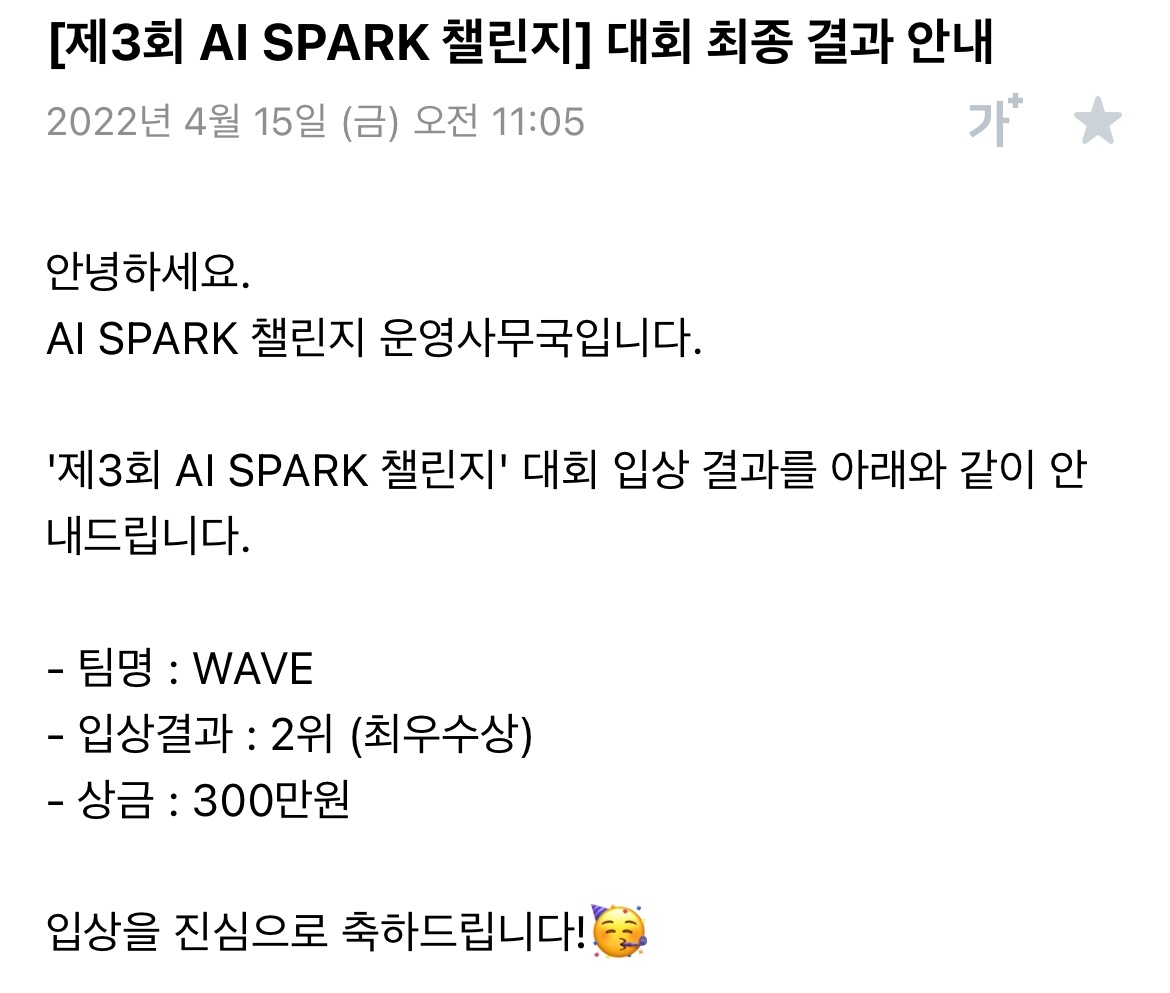 [제3회 AI SPARK 챌린지] 대회 최종 결과 안내
2022년 4월 15일 (금) 오전 11:05
가+
안녕하세요.
AI SPARK 챌린지 운영사무국입니다.
'제3회 AI SPARK 챌린지' 대회 입상 결과를 아래와 같이 안
내드립니다.
- 팀명 : WAVE
- 입상결과 : 2위 (최우수상)
- 상금 : 300만원
입상을 진심으로 축하드립니다!🥳